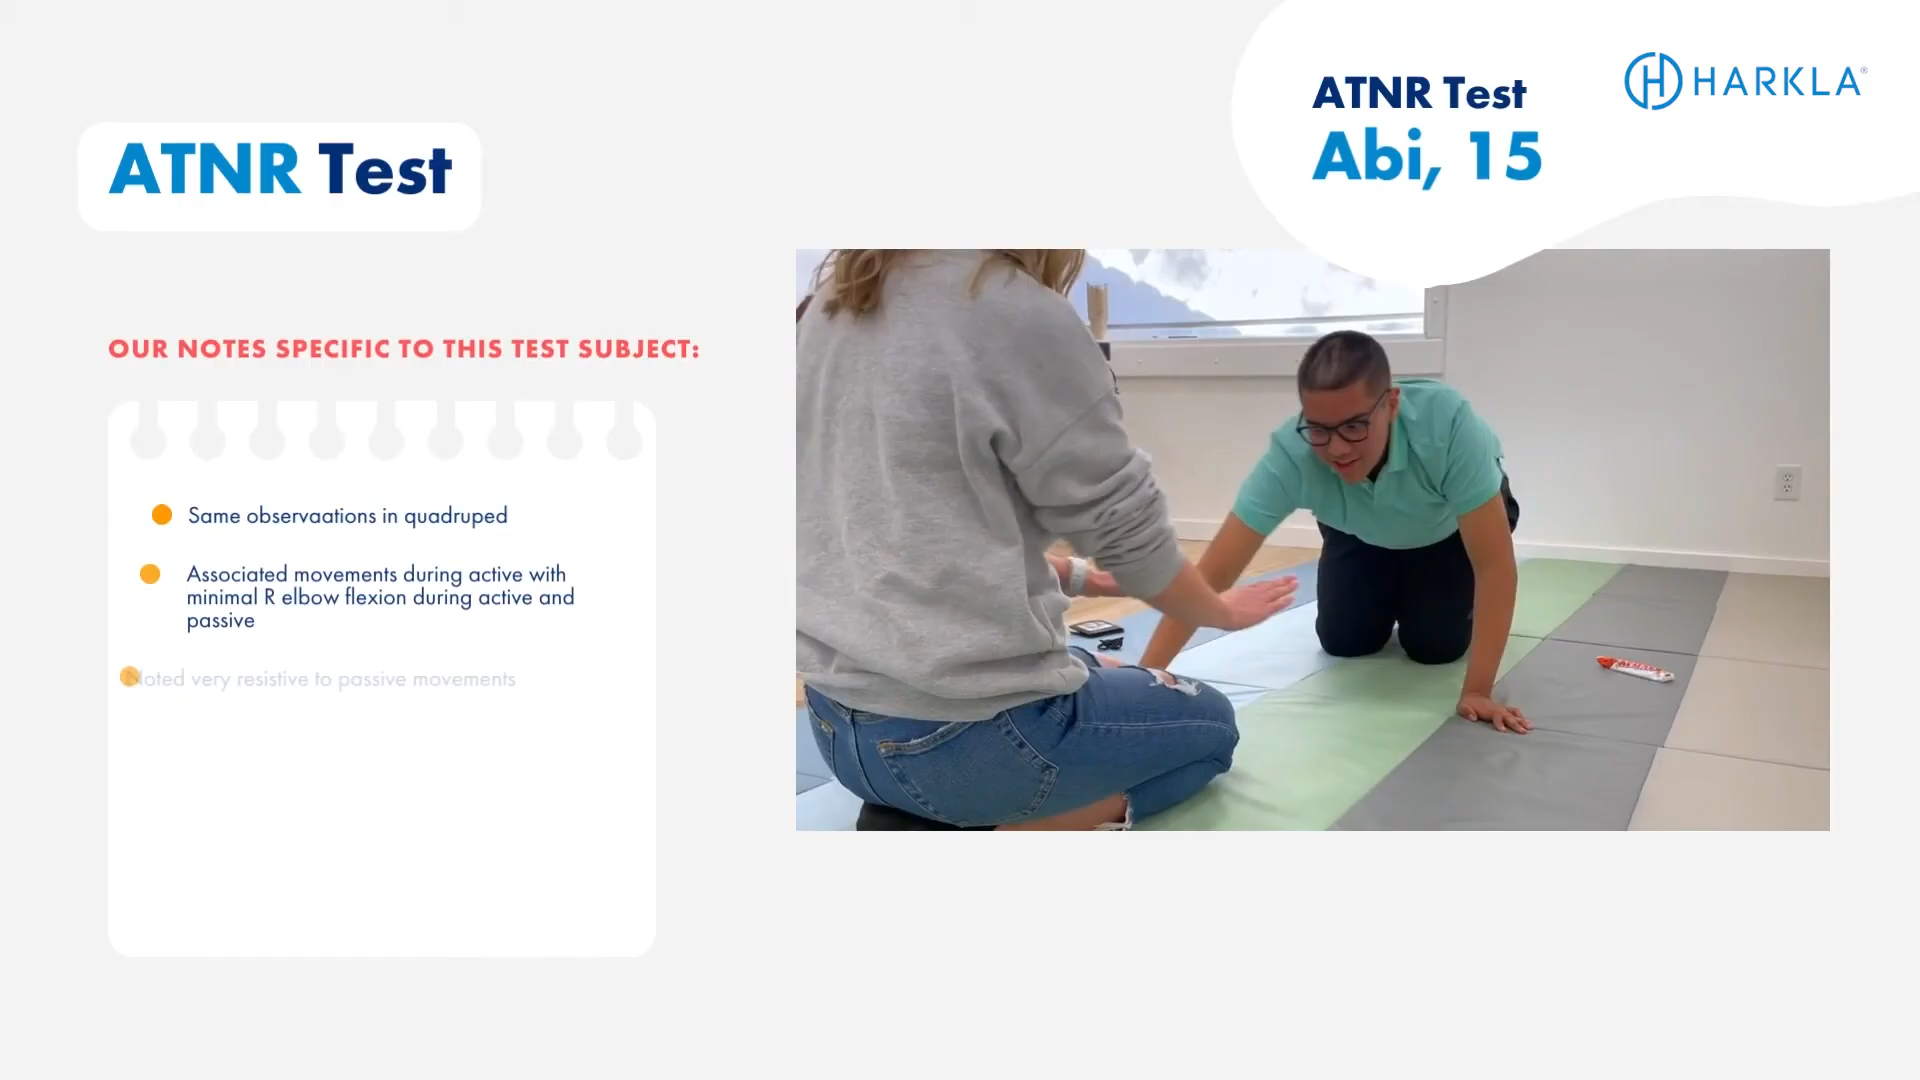 ATNR Test
ATNR Test
Abi, 15
HARKLA
OUR NOTES SPECIFIC TO THIS TEST SUBJECT:
Same observaations in quadruped
Associated movements during active with
minimal R elbow flexion during active and
passive
Noted very resistive to passive movements